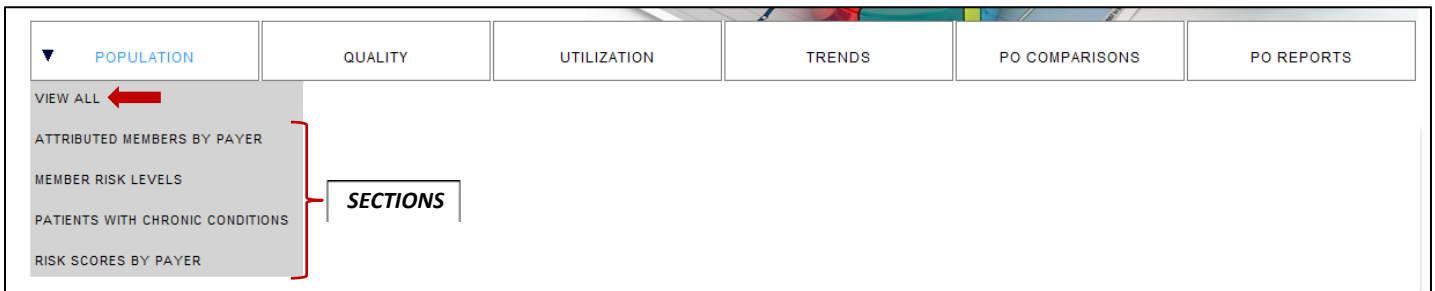 ▼ POPULATION QUALITY UTILIZATION TRENDS PO COMPARISONS PO REPORTS
VIEW ALL
ATTRIBUTED MEMBERS BY PAYER
MEMBER RISK LEVELS
SECTIONS
PATIENTS WITH CHRONIC CONDITIONS
RISK SCORES BY PAYER